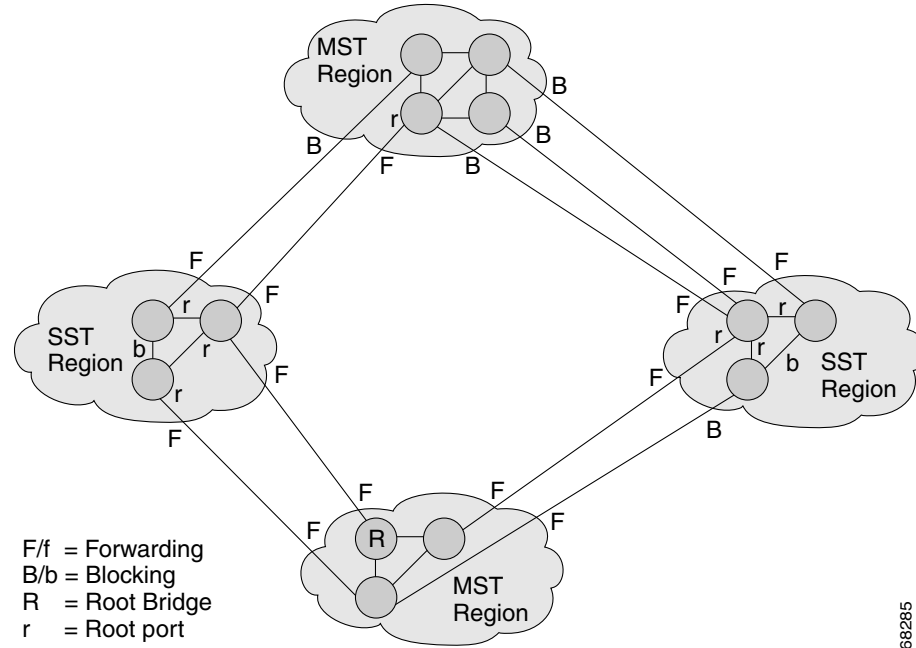 MST
Region
B
r
B
B
F
B
F
F
F
F
F
SST
Region
r
b
r
r
F
F
r
r
r
b
SST
Region
F
F
B
F
F
F
F
R
MST
Region
F/f = Forwarding
B/b = Blocking
R = Root Bridge
r = Root port
68285